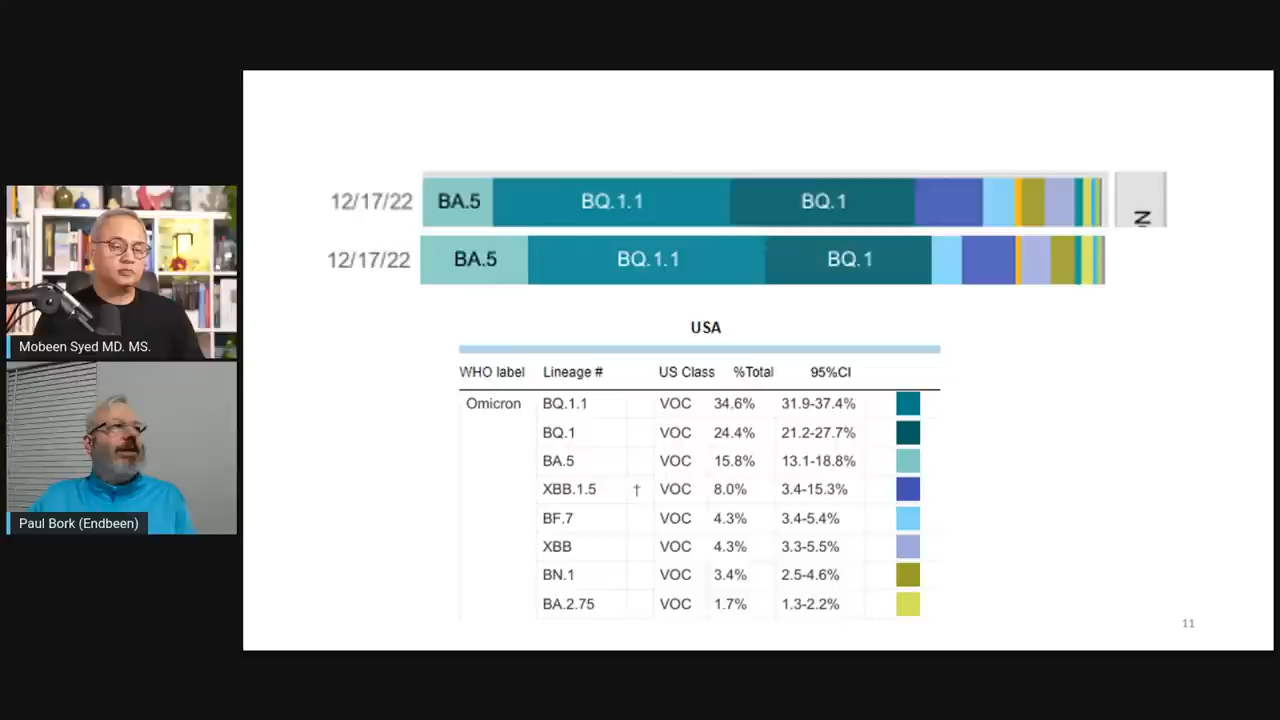 12/17/22 BA.5 BQ.1.1 BQ.1 N
12/17/22 BA.5 BQ.1.1 BQ.1
USA
WHO label Lineage # US Class %Total 95%CI
Omicron BQ.1.1 VOC 34.6% 31.9-37.4%
BQ.1 VOC 24.4% 21.2-27.7%
BA.5 VOC 15.8% 13.1-18.8%
XBB.1.5 † VOC 8.0% 3.4-15.3%
BF.7 VOC 4.3% 3.4-5.4%
XBB VOC 4.3% 3.3-5.5%
BN.1 VOC 3.4% 2.5-4.6%
BA.2.75 VOC 1.7% 1.3-2.2%
11
Mobeen Syed MD. MS.
Paul Bork (Endbeen)